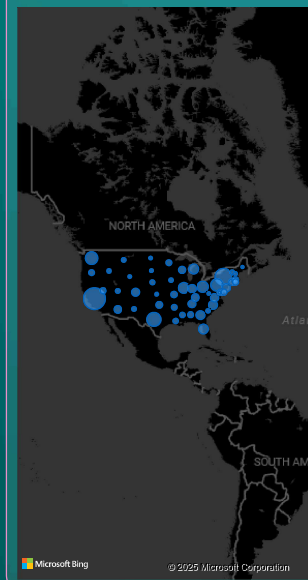 NORTH AMERICA
Atla
SOUTH AM
Microsoft Bing
© 2025 Microsoft Corporation